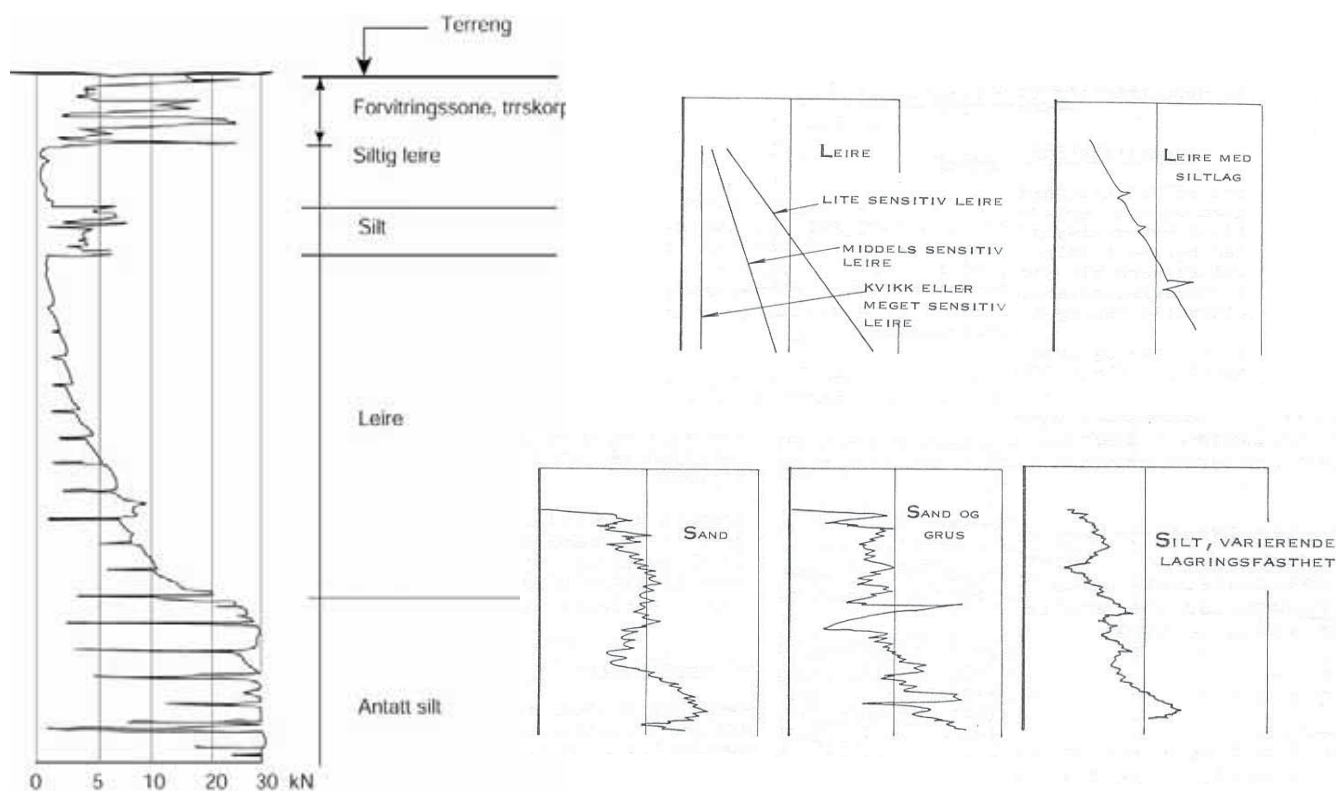 Terreng
Forvitringssone, trrskorp
Siltig leire
Silt
Leire
Antatt silt
0 5 10 20 30 kN
LEIRE
LITE SENSITIV LEIRE
MIDDELS SENSITIV
LEIRE
KVIKK ELLER
MEGET SENSITIV
LEIRE
LEIRE MED
SILTLAG
SAND
SAND OG
GRUS
SILT, VARIERENDE
LAGRINGSFASTHET